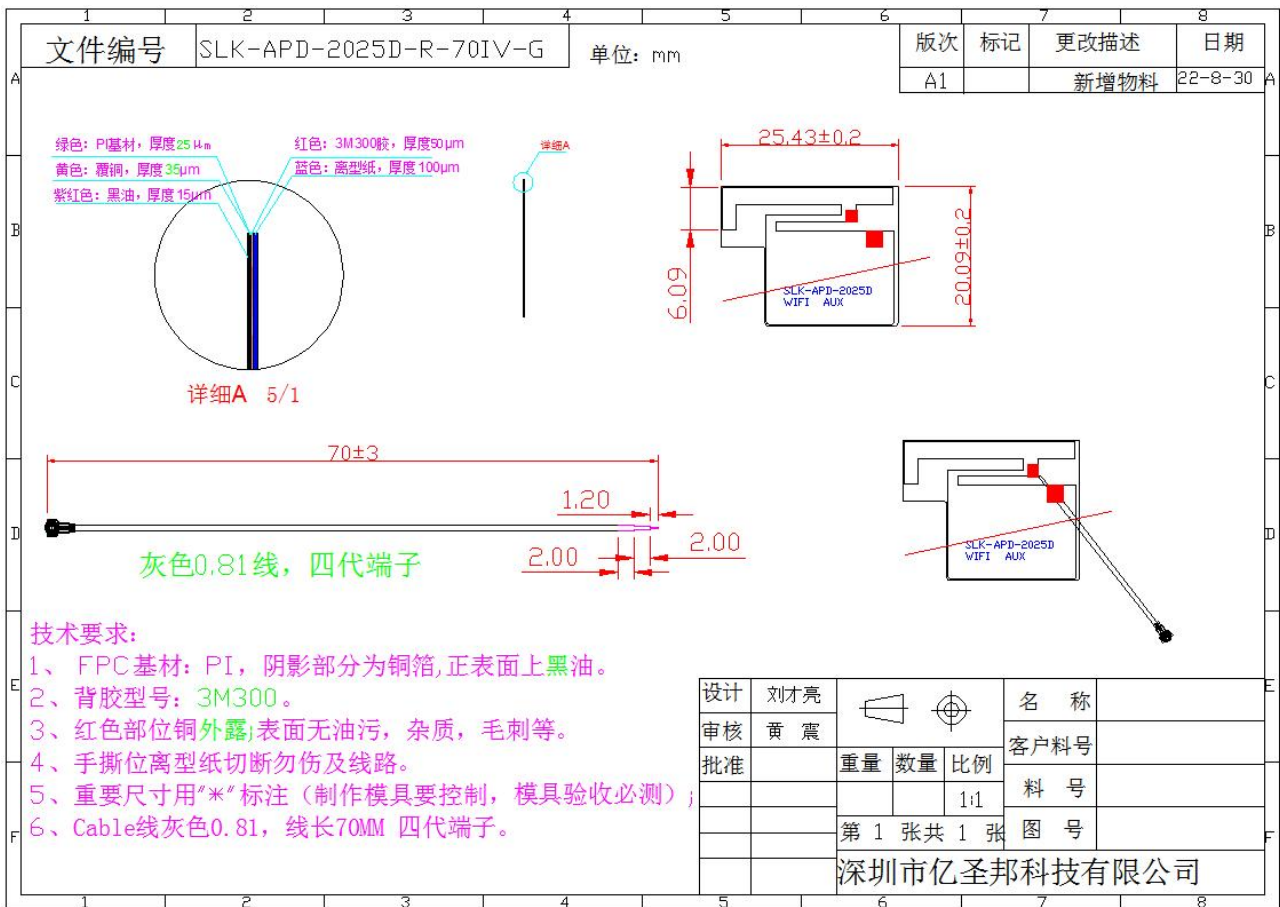 1 2 3 4 5 6 7 8
文件编号 SLK-APD-2025D-R-70IV-G 单位: mm
版次 标记 更改描述 日期
A1 新增物料 22-8-30
A A
绿色: PI基材, 厚度25μm
黄色: 覆铜, 厚度35μm
紫红色: 黑油, 厚度15μm
红色: 3M300胶, 厚度50μm
蓝色: 离型纸, 厚度100μm
详细A
25.43±0.2
6.09
20.09±0.2
SLK-APD-2025D
WIFI AUX
B B
详细A 5/1
C C
70±3
1.20
2.00
2.00
灰色0.81线, 四代端子
SLK-APD-2025D
WIFI AUX
D D
技术要求:
1、 FPC基材: PI, 阴影部分为铜箔,正表面上黑油。
2、背胶型号: 3M300。
3、红色部位铜外露;表面无油污, 杂质, 毛刺等。
4、手撕位离型纸切断勿伤及线路。
5、重要尺寸用"*"标注（制作模具要控制, 模具验收必测）;
6、Cable线灰色0.81, 线长70MM 四代端子。
E E
设计 刘才亮
审核 黄 震
批准
重量 数量 比例
1:1
第 1 张共 1 张
名 称
客户料号
料 号
图 号
深圳市亿圣邦科技有限公司
F F
1 2 3 4 5 6 7 8